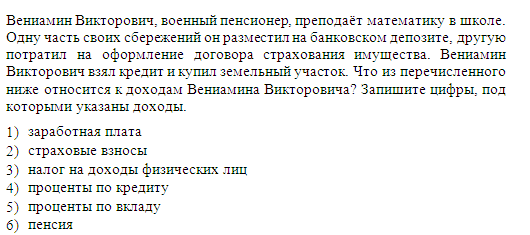 Вениамин Викторович, военный пенсионер, преподаёт математику в школе.
Одну часть своих сбережений он разместил на банковском депозите, другую
потратил на оформление договора страхования имущества. Вениамин
Викторович взял кредит и купил земельный участок. Что из перечисленного
ниже относится к доходам Вениамина Викторовича? Запишите цифры, под
которыми указаны доходы.
1) заработная плата
2) страховые взносы
3) налог на доходы физических лиц
4) проценты по кредиту
5) проценты по вкладу
6) пенсия